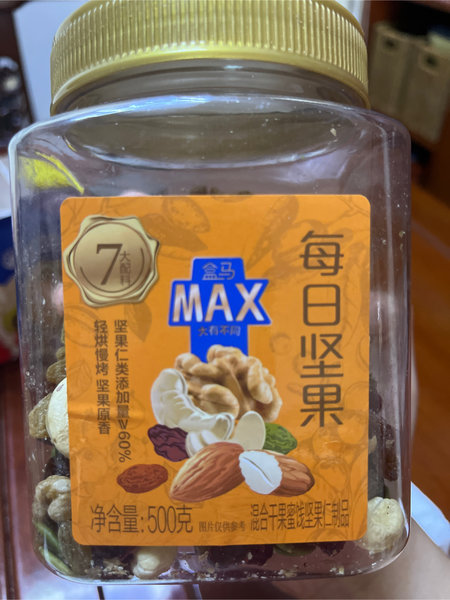 7
大配料
盒马
MAX
大有不同
每日坚果
坚果仁类添加量≥60%
轻烘慢烤 坚果原香
净含量:500克
图片仅供参考
混合干果蜜饯坚果仁制品